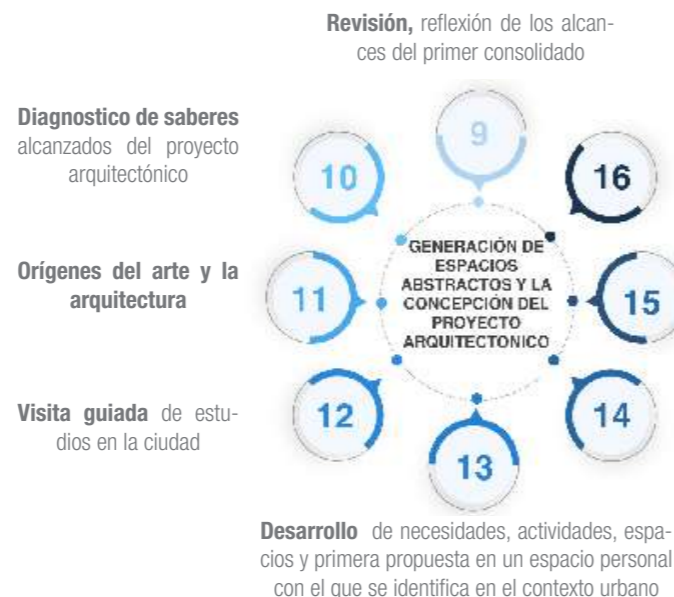 Revisión, reflexión de los alcan-
ces del primer consolidado
Diagnostico de saberes
alcanzados del proyecto
arquitectónico
Orígenes del arte y la
arquitectura
Visita guiada de estu-
dios en la ciudad
9
10
16
11
15
12
14
13
GENERACIÓN DE
ESPACIOS
ABSTRACTOS Y LA
CONCEPCIÓN DEL
PROYECTO
ARQUITECTONICO
Desarrollo de necesidades, actividades, espa-
cios y primera propuesta en un espacio personal
con el que se identifica en el contexto urbano